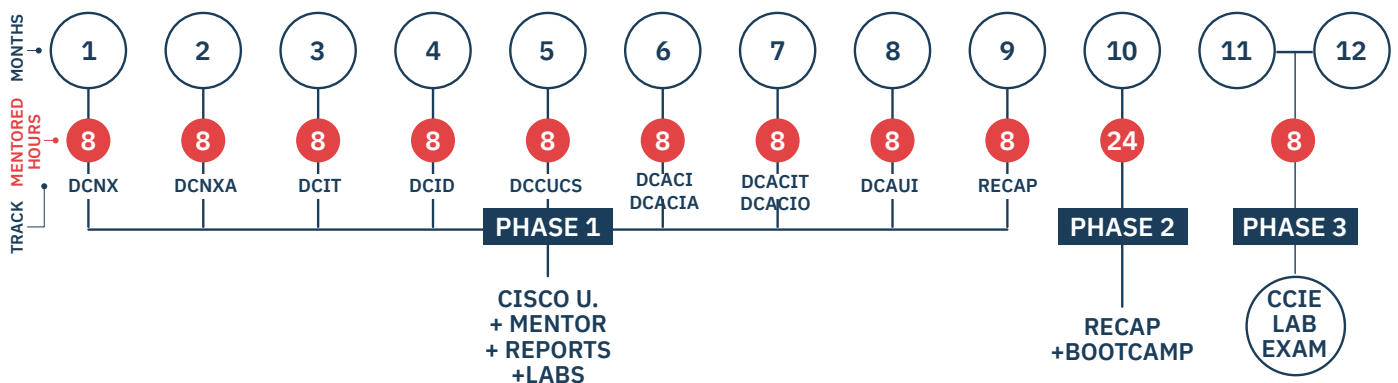 MONTHS
1 2 3 4 5 6 7 8 9 10 11 12
MENTORED
HOURS
8 8 8 8 8 8 8 8 8 24 8
TRACK
DCNX
DCNXA
DCIT
DCID
DCCUCS
DCACI
DCACIA
DCACIT
DCACIO
DCAUI
RECAP
PHASE 1
CISCO U.
+ MENTOR
+ REPORTS
+LABS
PHASE 2
RECAP
+BOOTCAMP
PHASE 3
CCIE
LAB
EXAM